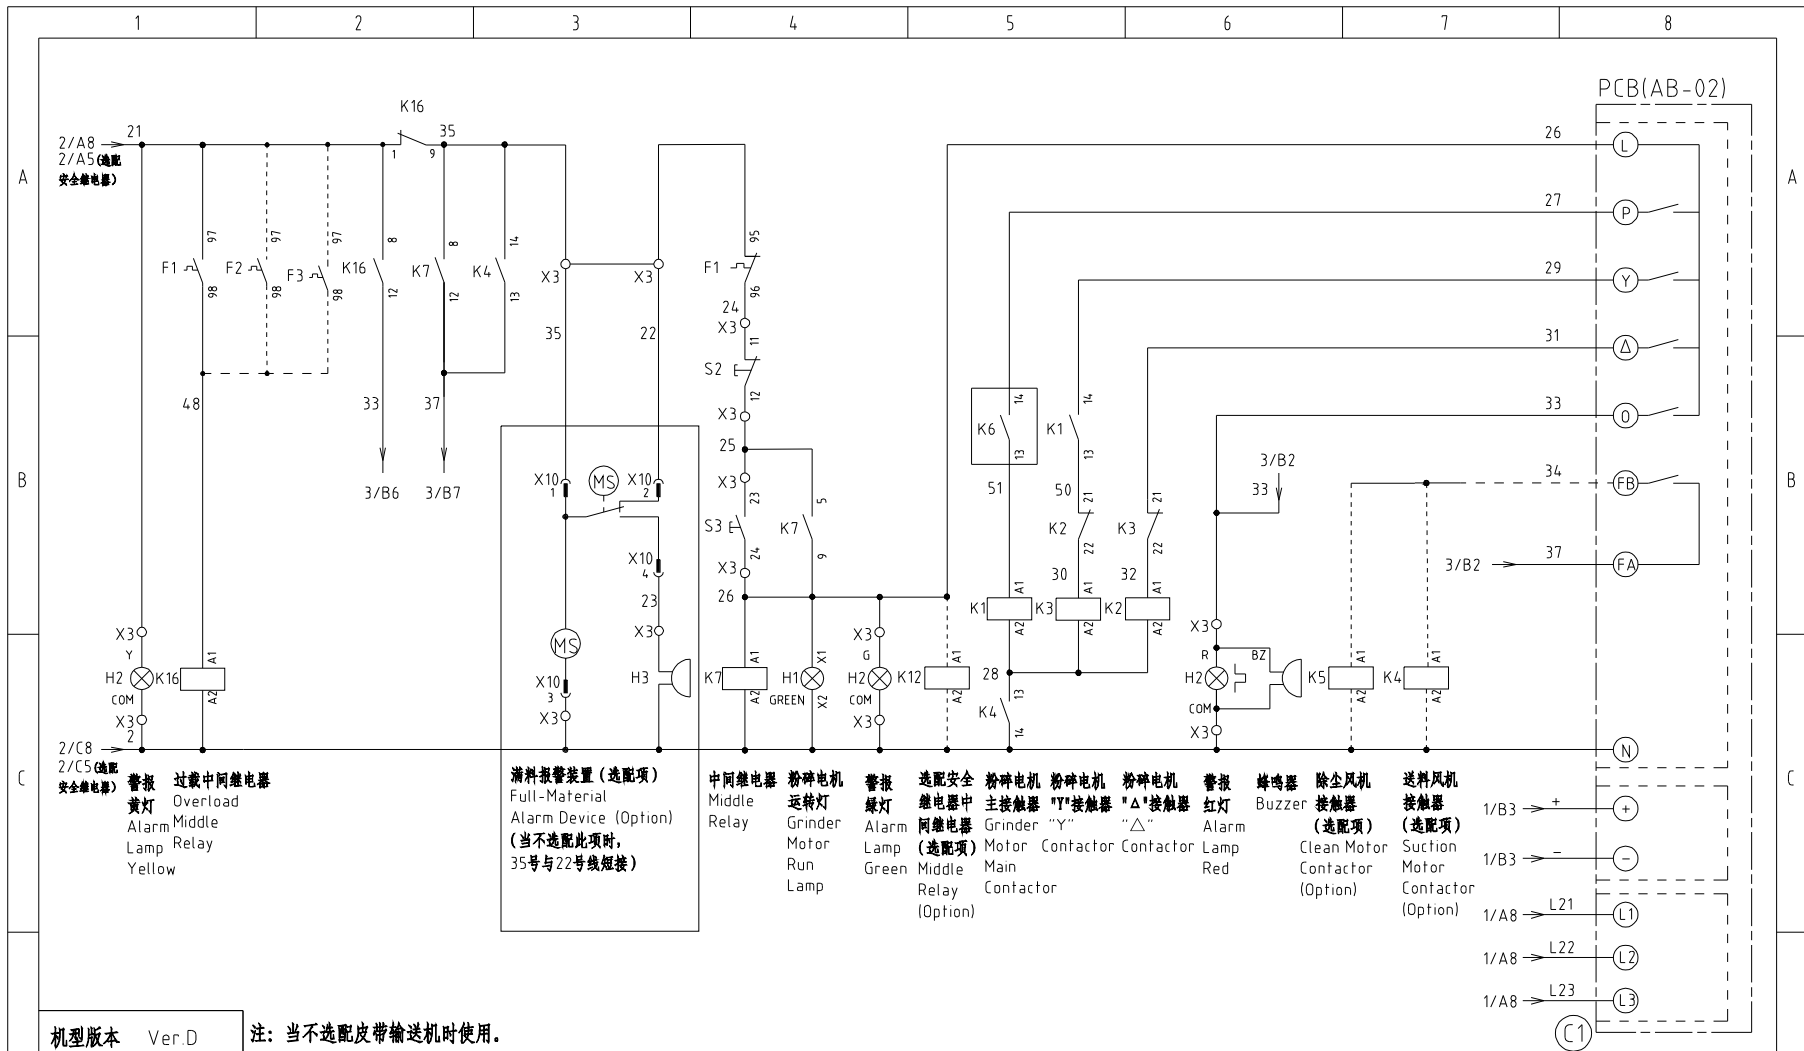 1 2 3 4 5 6 7 8
PCB(AB-02)
K16
21 35 26
2/A8 1 9 L
2/A5(选配
安全继电器)
A A
27
P
97 97 97 8 8 14 95
F1 F2 F3 K16 K7 K4 X3 X3 F1 29
Y
98 98 98 12 12 13 96
24
X3
35 22 31
11 Δ
S2
12
48 33 37 X3 14 14 33
K6 K1 O
25 13 13
B 3/B6 3/B7 X10 MS X10 X3 3/B2 34 B
1 2 23 5 51 50 21 21 33 FB
S3 K7 K2 K3
24 9 22 22 37
X10 X3 3/B2 FA
4
23 26 30 32
A1 A1 A1
K1 K3 K2
A2 A2 A2
X3 X3 X3 X3
Y MS G R BZ
A1 A1 X1 A1 28 A1 A1
H2 K16 X10 H3 K7 H1 H2 K12 13 H2 K5 K4
COM A2 3 A2 GREEN X2 COM A2 K4 COM A2 A2
X3 X3 X3 14 X3
2
2/C8 N
2/C5(选配
安全继电器)
C C
警报
黄灯
Alarm
Lamp
Yellow
过载中间继电器
Overload
Middle
Relay
满料报警装置(选配项)
Full-Material
Alarm Device (Option)
(当不选配此项时,
35号与22号线短接)
中间继电器
Middle
Relay
粉碎电机
运转灯
Grinder
Motor
Run
Lamp
警报
绿灯
Alarm
Lamp
Green
选配安全
继电器中
间继电器
(选配项)
Middle
Relay
(Option)
粉碎电机
主接触器
Grinder
Motor
Main
Contactor
粉碎电机
"Y"接触器
"Y"
Contactor
粉碎电机
"Δ"接触器
"△"
Contactor
警报
红灯
Alarm
Lamp
Red
蜂鸣器
Buzzer
除尘风机
接触器
(选配项)
Clean Motor
Contactor
(Option)
送料风机
接触器
(选配项)
Suction
Motor
Contactor
(Option)
1/B3 + +
1/B3 - -
1/A8 L21 L1
1/A8 L22 L2
1/A8 L23 L3
C1
机型版本 Ver.D 注: 当不选配皮带输送机时使用。